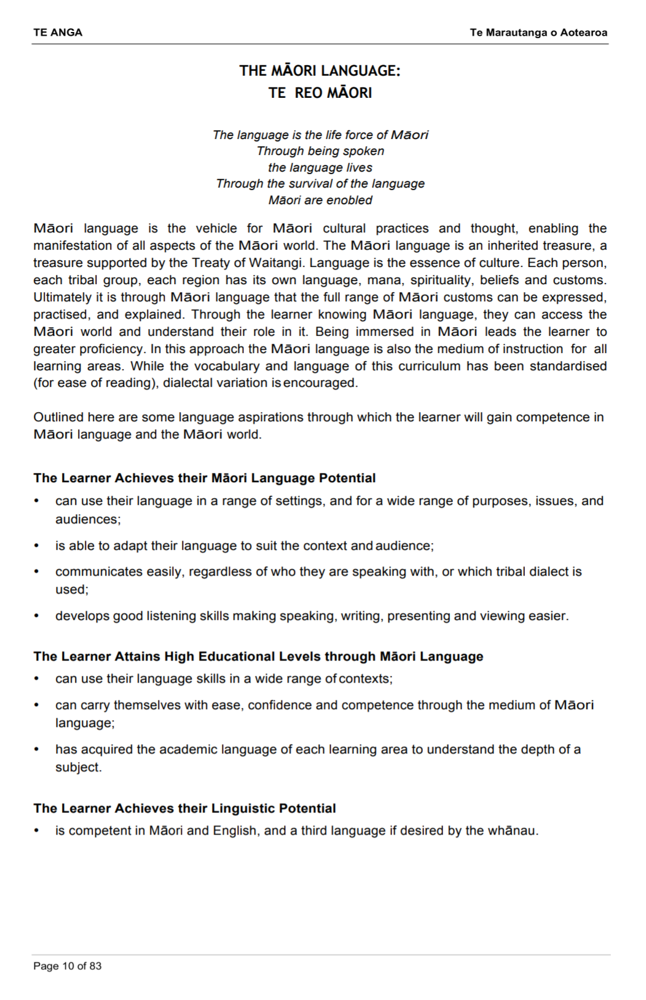 TE ANGA Te Marautanga o Aotearoa
THE MĀORI LANGUAGE:
TE REO MĀORI
The language is the life force of Māori
Through being spoken
the language lives
Through the survival of the language
Māori are enobled
Māori language is the vehicle for Māori cultural practices and thought, enabling the
manifestation of all aspects of the Māori world. The Māori language is an inherited treasure, a
treasure supported by the Treaty of Waitangi. Language is the essence of culture. Each person,
each tribal group, each region has its own language, mana, spirituality, beliefs and customs.
Ultimately it is through Māori language that the full range of Māori customs can be expressed,
practised, and explained. Through the learner knowing Māori language, they can access the
Māori world and understand their role in it. Being immersed in Māori leads the learner to
greater proficiency. In this approach the Māori language is also the medium of instruction for all
learning areas. While the vocabulary and language of this curriculum has been standardised
(for ease of reading), dialectal variation is encouraged.
Outlined here are some language aspirations through which the learner will gain competence in
Māori language and the Māori world.
The Learner Achieves their Māori Language Potential
• can use their language in a range of settings, and for a wide range of purposes, issues, and
audiences;
• is able to adapt their language to suit the context and audience;
• communicates easily, regardless of who they are speaking with, or which tribal dialect is
used;
• develops good listening skills making speaking, writing, presenting and viewing easier.
The Learner Attains High Educational Levels through Māori Language
• can use their language skills in a wide range of contexts;
• can carry themselves with ease, confidence and competence through the medium of Māori
language;
• has acquired the academic language of each learning area to understand the depth of a
subject.
The Learner Achieves their Linguistic Potential
• is competent in Māori and English, and a third language if desired by the whānau.
Page 10 of 83